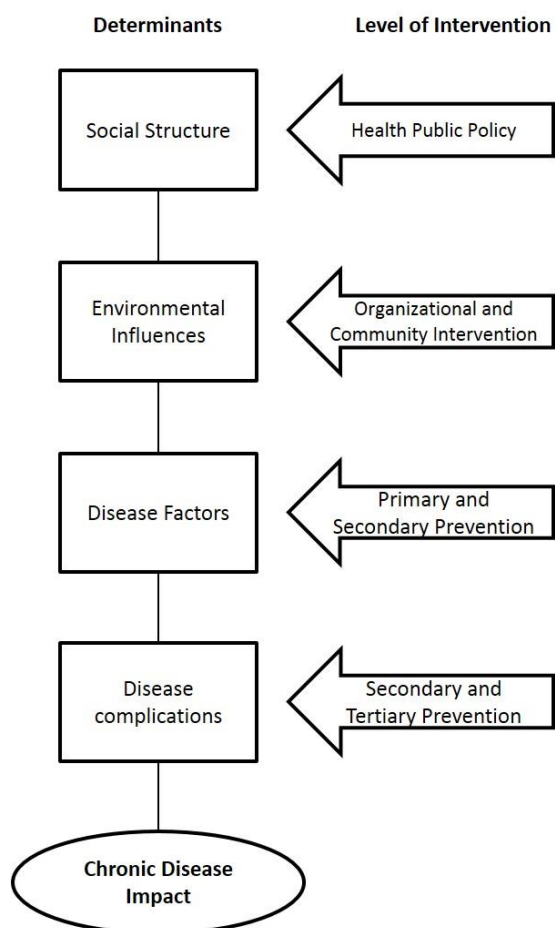 Determinants
Level of Intervention
Social Structure
Health Public Policy
Environmental
Influences
Organizational and
Community Intervention
Disease Factors
Primary and
Secondary Prevention
Disease
complications
Secondary and
Tertiary Prevention
Chronic Disease
Impact